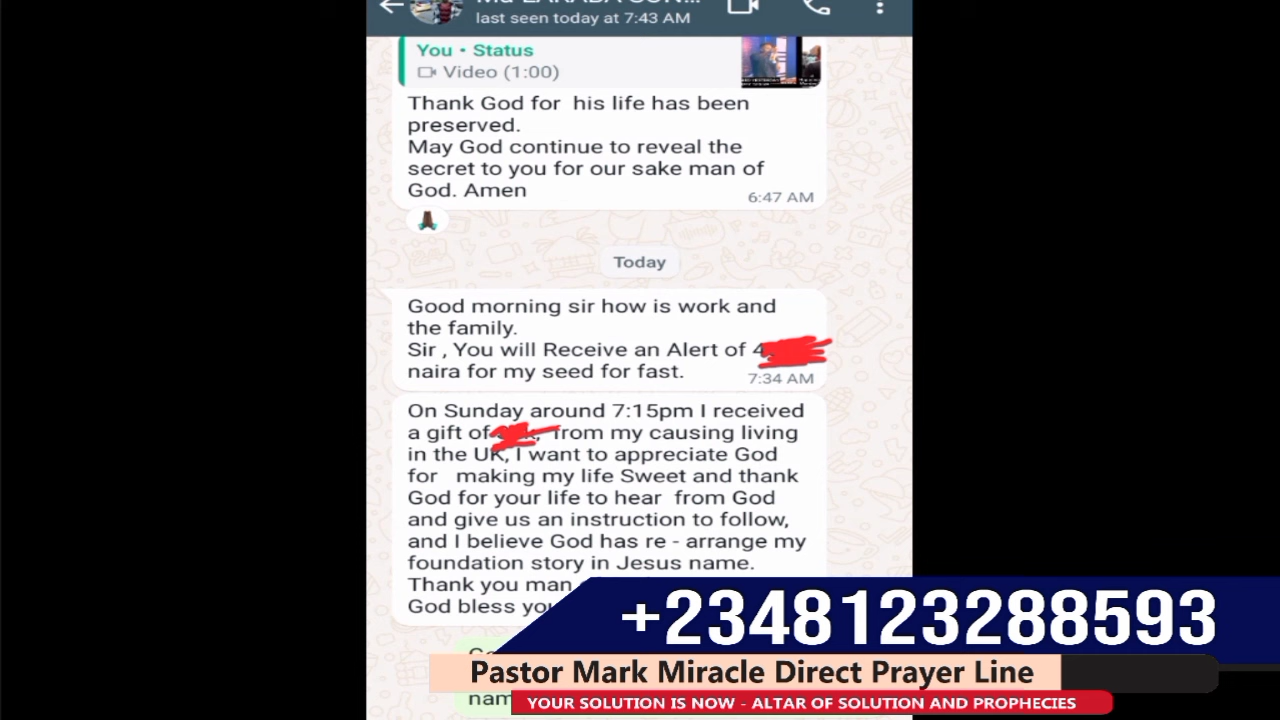 last seen today at 7:43 AM
You • Status
Video (1:00)
Thank God for his life has been
preserved.
May God continue to reveal the
secret to you for our sake man of
God. Amen
6:47 AM
Today
Good morning sir how is work and
the family.
Sir , You will Receive an Alert of
naira for my seed for fast.
7:34 AM
On Sunday around 7:15pm I received
a gift of from my causing living
in the UK, I want to appreciate God
for making my life Sweet and thank
God for your life to hear from God
and give us an instruction to follow,
and I believe God has re - arrange my
foundation story in Jesus name.
Thank you man
God bless you
+2348123288593
Pastor Mark Miracle Direct Prayer Line
YOUR SOLUTION IS NOW - ALTAR OF SOLUTION AND PROPHECIES